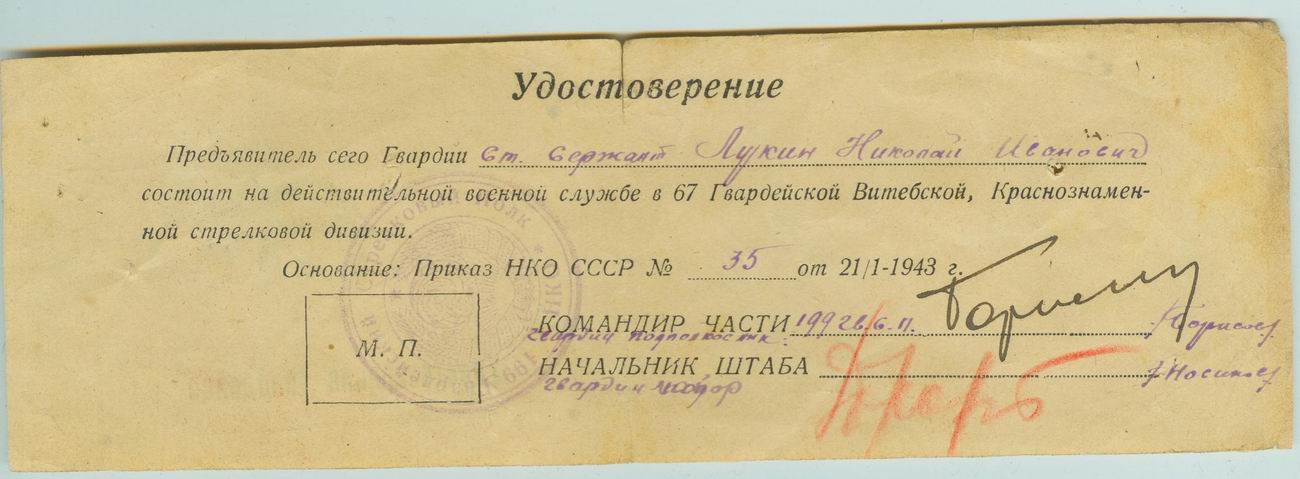 Удостоверение
Предъявитель сего Гвардии Ст. Сержант Лукин Николай Иванович
состоит на действительной военной службе в 67 Гвардейской Витебской, Краснознамен-
ной стрелковой дивизии.
Основание: Приказ НКО СССР № 35 от 21/1-1943 г.
М. П.
КОМАНДИР ЧАСТИ 199 гв. с. п. /Борисов/
гвардии подполковник
НАЧАЛЬНИК ШТАБА /Носиков/
гвардии майор